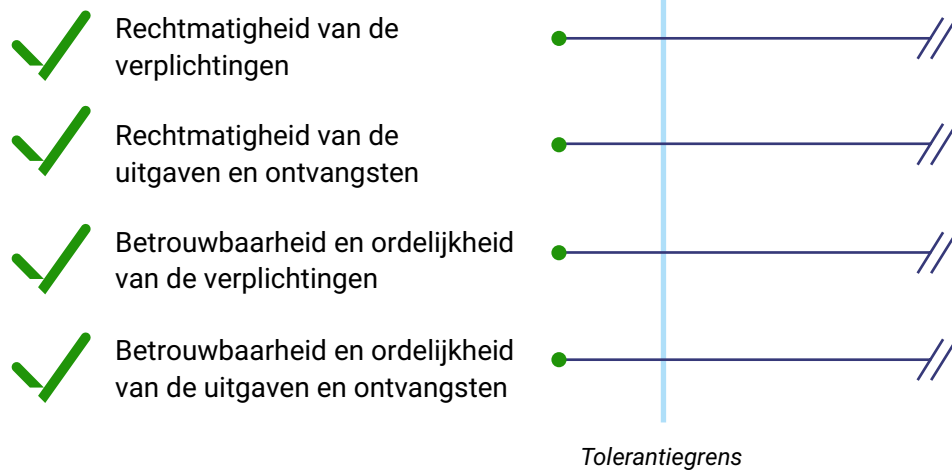 Rechtmatigheid van de
verplichtingen
Rechtmatigheid van de
uitgaven en ontvangsten
Betrouwbaarheid en ordelijkheid
van de verplichtingen
Betrouwbaarheid en ordelijkheid
van de uitgaven en ontvangsten
Tolerantiegrens